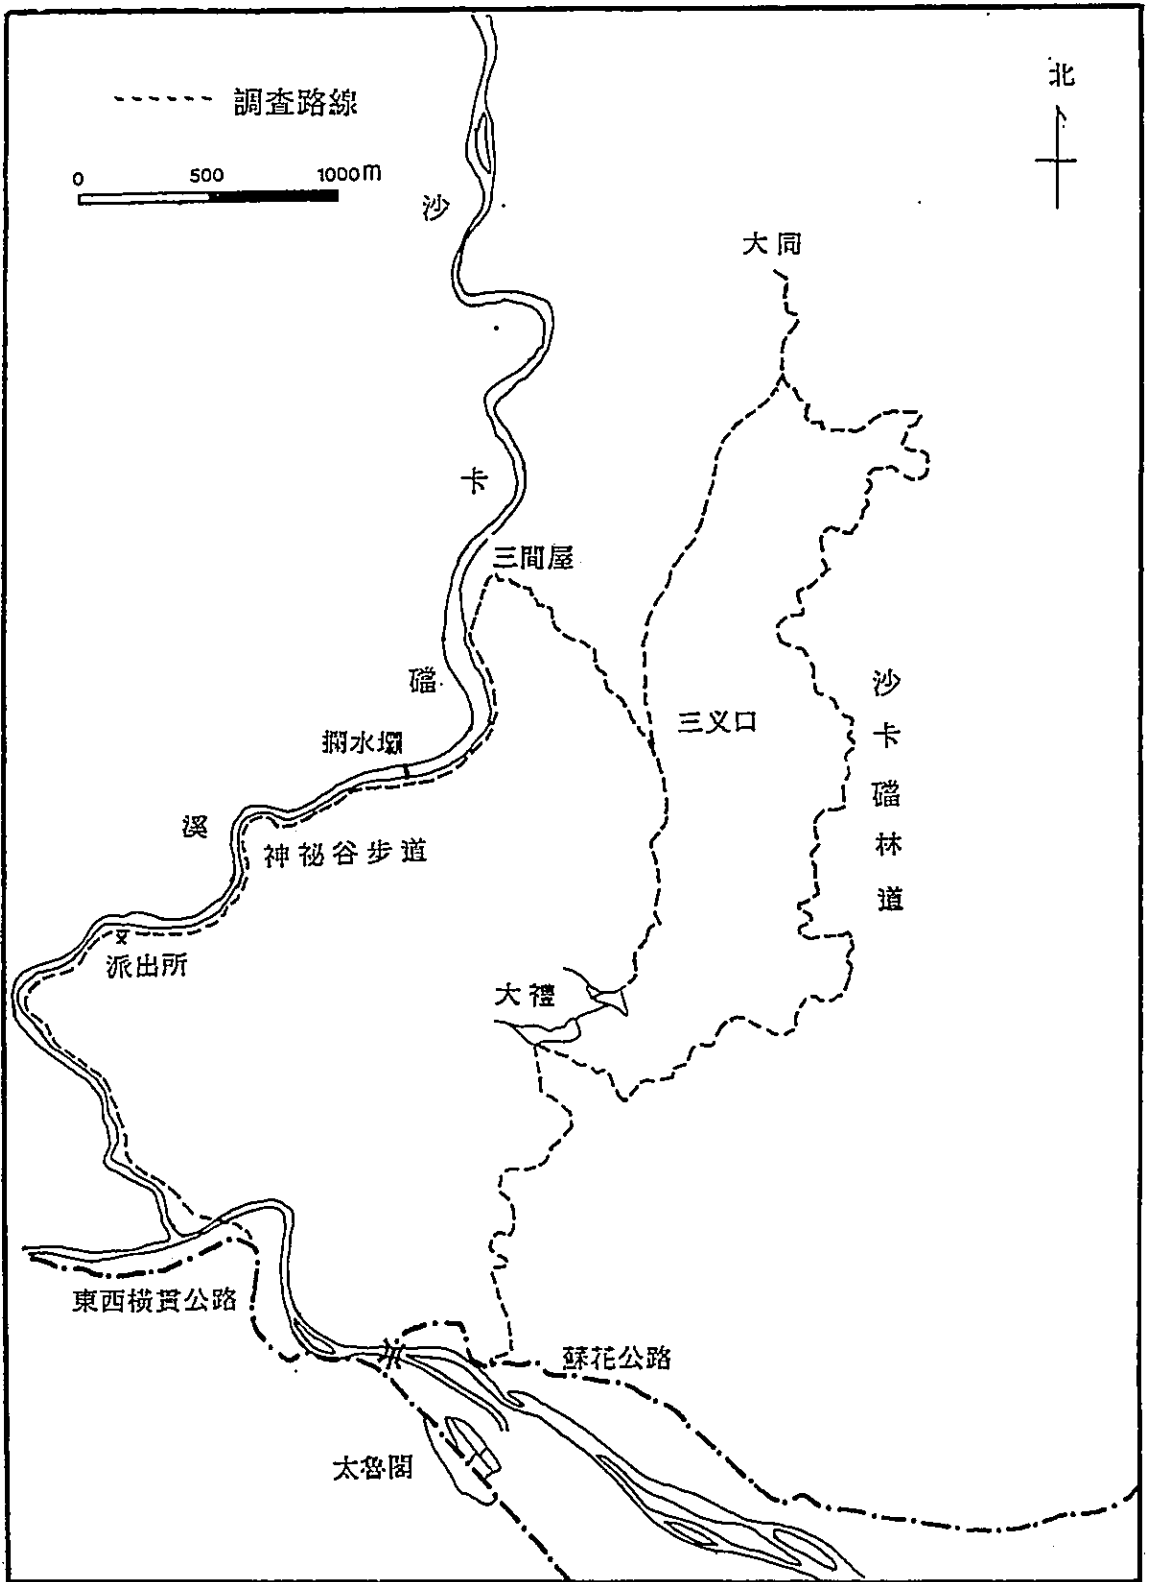 北
調査路線
0 500 1000m
沙
卡
礑
溪
大同
三間屋
三义口
沙卡礑林道
攔水壩
神祕谷步道
派出所
大禮
東西橫貫公路
蘇花公路
太魯閣